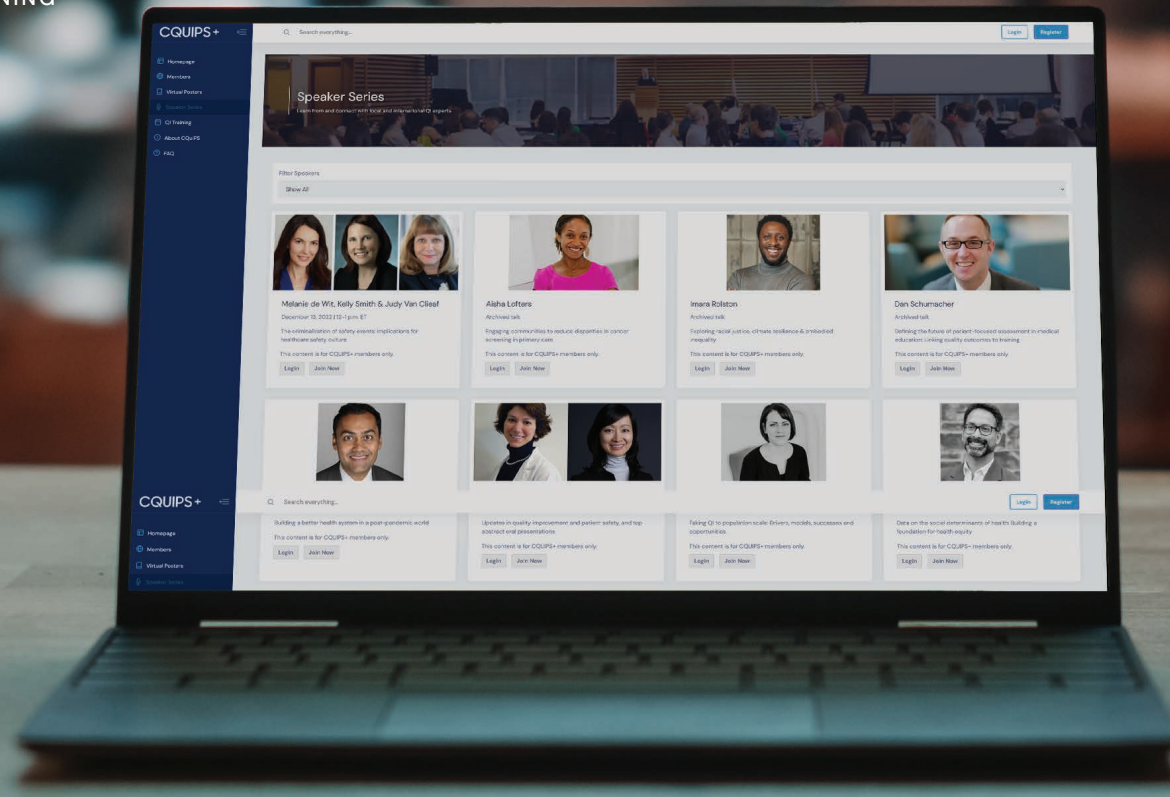 CQUIPS+
Search everything...
Login
Register
Homepage
Members
Virtual Posters
Speaker Series
QI Training
About CQuIPS
FAQ
Speaker Series
Learn from and connect with local and international QI experts
Filter Speakers
Show All
Melanie de Wit, Kelly Smith & Judy Van Clieaf
December 13, 2022 | 12-1 p.m. ET
The criminalization of safety events: Implications for
healthcare safety culture
This content is for CQUIPS+ members only.
Login Join Now
Aisha Lofters
Archived talk
Engaging communities to reduce disparities in cancer
screening in primary care
This content is for CQUIPS+ members only.
Login Join Now
Imara Rolston
Archived talk
Exploring racial justice, climate resilience & embodied
inequality
This content is for CQUIPS+ members only.
Login Join Now
Dan Schumacher
Archived talk
Defining the future of patient-focused assessment in medical
education: Linking quality outcomes to training
This content is for CQUIPS+ members only.
Login Join Now
CQUIPS+
Search everything...
Login
Register
Homepage
Members
Virtual Posters
Speaker Series
Building a better health system in a post-pandemic world
This content is for CQUIPS+ members only.
Login Join Now
Updates in quality improvement and patient safety, and top
abstract oral presentations
This content is for CQUIPS+ members only.
Login Join Now
Taking QI to population scale: Drivers, models, successes and
opportunities
This content is for CQUIPS+ members only.
Login Join Now
Data on the social determinants of health: Building a
foundation for health equity
This content is for CQUIPS+ members only.
Login Join Now